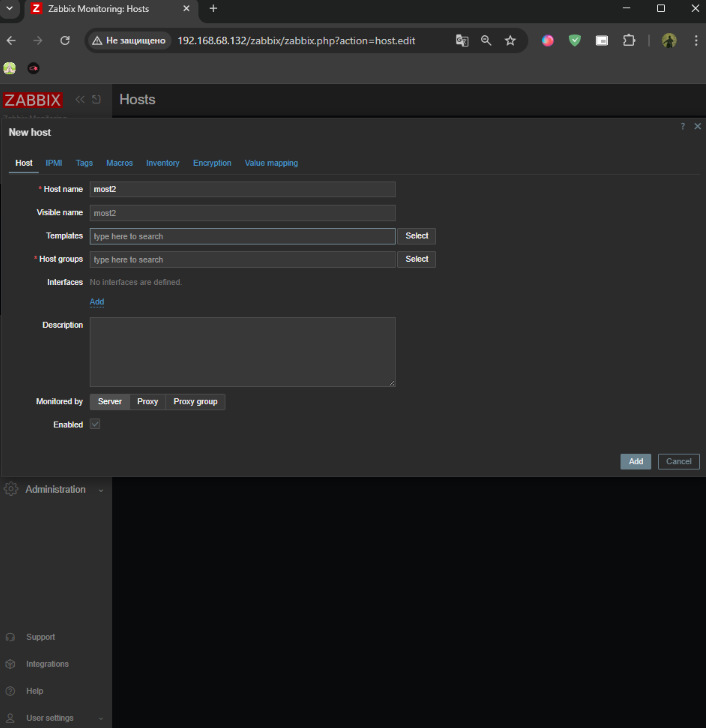 Zabbix Monitoring: Hosts
Не защищено 192.168.68.132/zabbix/zabbix.php?action=host.edit
ZABBIX Hosts
Zabbix Monitoring
New host
Host IPMI Tags Macros Inventory Encryption Value mapping
* Host name most2
Visible name most2
Templates type here to search Select
* Host groups type here to search Select
Interfaces No interfaces are defined.
Add
Description
Monitored by Server Proxy Proxy group
Enabled
Add Cancel
Administration
Support
Integrations
Help
User settings